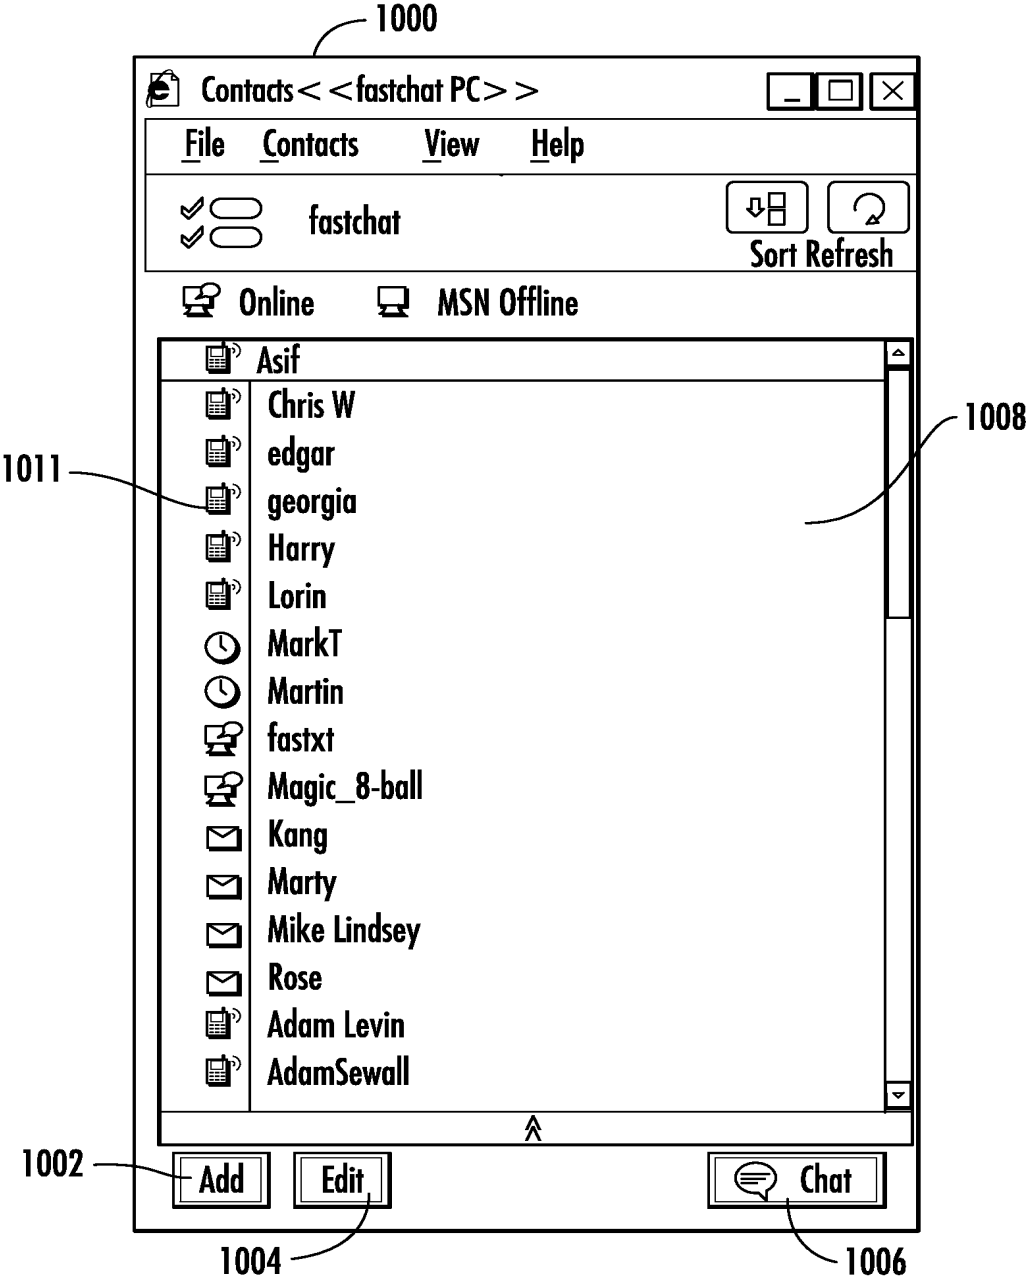 1000
Contacts< <fastchat PC> >
File Contacts View Help
fastchat
Sort Refresh
Online MSN Offline
Asif
Chris W
1008
edgar
1011
georgia
Harry
Lorin
MarkT
Martin
fastxt
Magic_8-ball
Kang
Marty
Mike Lindsey
Rose
Adam Levin
AdamSewall
1002
Add Edit Chat
1004 1006